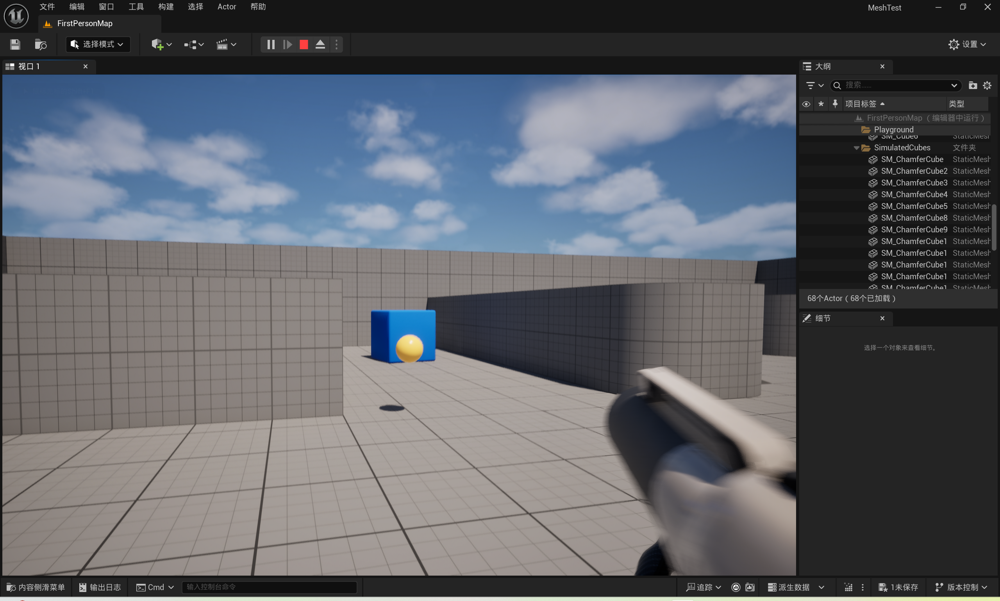 文件 编辑 窗口 工具 构建 选择 Actor 帮助 MeshTest
FirstPersonMap
选择模式 设置
视口 1
大纲
搜索......
项目标签 类型
FirstPersonMap（编辑器中运行）
Playground
SM_Cube6 StaticMesh
SimulatedCubes 文件夹
SM_ChamferCube StaticMesh
SM_ChamferCube2 StaticMesh
SM_ChamferCube3 StaticMesh
SM_ChamferCube4 StaticMesh
SM_ChamferCube5 StaticMesh
SM_ChamferCube8 StaticMesh
SM_ChamferCube9 StaticMesh
SM_ChamferCube1 StaticMesh
SM_ChamferCube1 StaticMesh
SM_ChamferCube1 StaticMesh
SM_ChamferCube1 StaticMesh
SM_ChamferCube1 StaticMesh
68个Actor（68个已加载）
细节
选择一个对象来查看细节。
内容侧滑菜单 输出日志 Cmd 输入控制台命令 追踪 派生数据 1未保存 版本控制